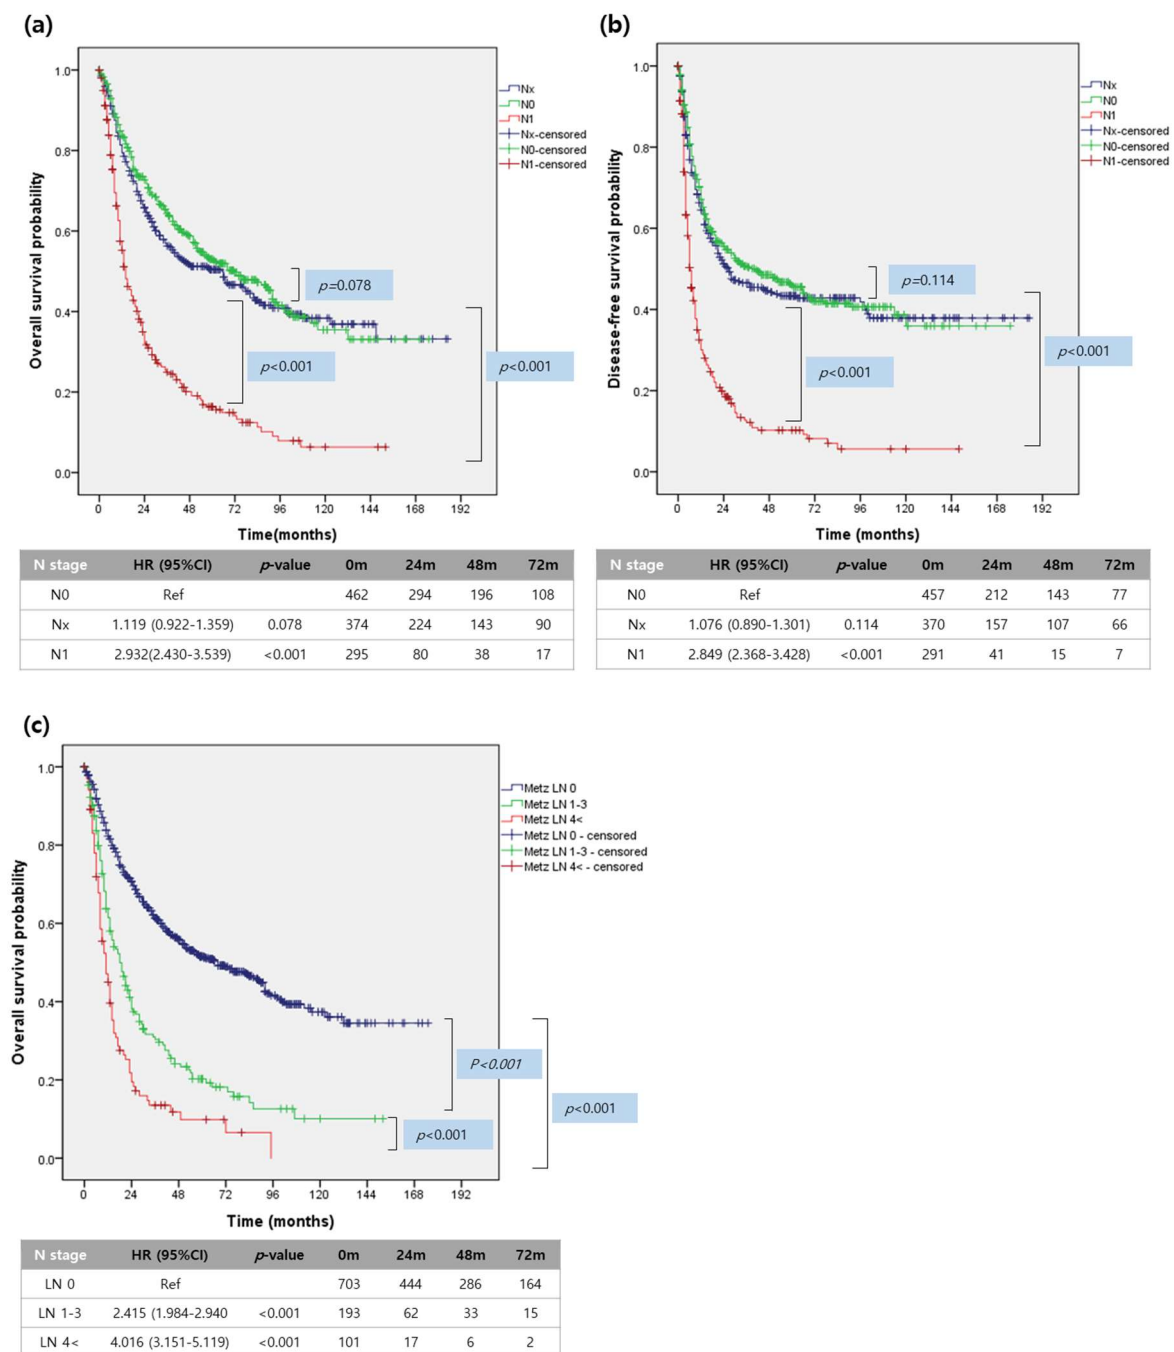 (a)
1.0
0.8
0.6
0.4
0.2
0.0
Overall survival probability
0 24 48 72 96 120 144 168 192
Time(months)
Nx
N0
N1
Nx-censored
N0-censored
N1-censored
p=0.078
p<0.001
p<0.001
N stage HR (95%CI) p-value 0m 24m 48m 72m
N0 Ref 462 294 196 108
Nx 1.119 (0.922-1.359) 0.078 374 224 143 90
N1 2.932(2.430-3.539) <0.001 295 80 38 17
(b)
1.0
0.8
0.6
0.4
0.2
0.0
Disease-free survival probability
0 24 48 72 96 120 144 168 192
Time (months)
Nx
N0
N1
Nx-censored
N0-censored
N1-censored
p=0.114
p<0.001
p<0.001
N stage HR (95%CI) p-value 0m 24m 48m 72m
N0 Ref 457 212 143 77
Nx 1.076 (0.890-1.301) 0.114 370 157 107 66
N1 2.849 (2.368-3.428) <0.001 291 41 15 7
(c)
1.0
0.8
0.6
0.4
0.2
0.0
Overall survival probability
0 24 48 72 96 120 144 168 192
Time (months)
Metz LN 0
Metz LN 1-3
Metz LN 4<
Metz LN 0 - censored
Metz LN 1-3 - censored
Metz LN 4< - censored
P<0.001
p<0.001
p<0.001
N stage HR (95%CI) p-value 0m 24m 48m 72m
LN 0 Ref 703 444 286 164
LN 1-3 2.415 (1.984-2.940 <0.001 193 62 33 15
LN 4< 4.016 (3.151-5.119) <0.001 101 17 6 2